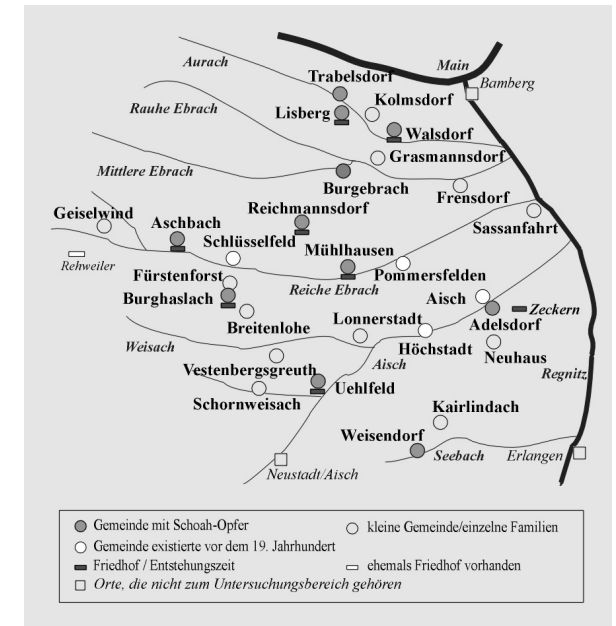 Aurach
Main
Trabelsdorf
Bamberg
Rauhe Ebrach
Kolmsdorf
Lisberg
Walsdorf
Grasmannsdorf
Mittlere Ebrach
Burgebrach
Frensdorf
Geiselwind
Reichmannsdorf
Aschbach
Sassanfahrt
Schlüsselfeld
Mühlhausen
Rehweiler
Pommersfelden
Fürstenforst
Reiche Ebrach
Aisch
Burghaslach
Zeckern
Breitenlohe
Lonnerstadt
Adelsdorf
Weisach
Höchstadt
Neuhaus
Aisch
Vestenbergsgreuth
Regnitz
Uehlfeld
Schornweisach
Kairlindach
Weisendorf
Seebach
Erlangen
Neustadt/Aisch
Gemeinde mit Schoah-Opfer
kleine Gemeinde/einzelne Familien
Gemeinde existierte vor dem 19. Jahrhundert
Friedhof / Entstehungszeit
ehemals Friedhof vorhanden
Orte, die nicht zum Untersuchungsbereich gehören